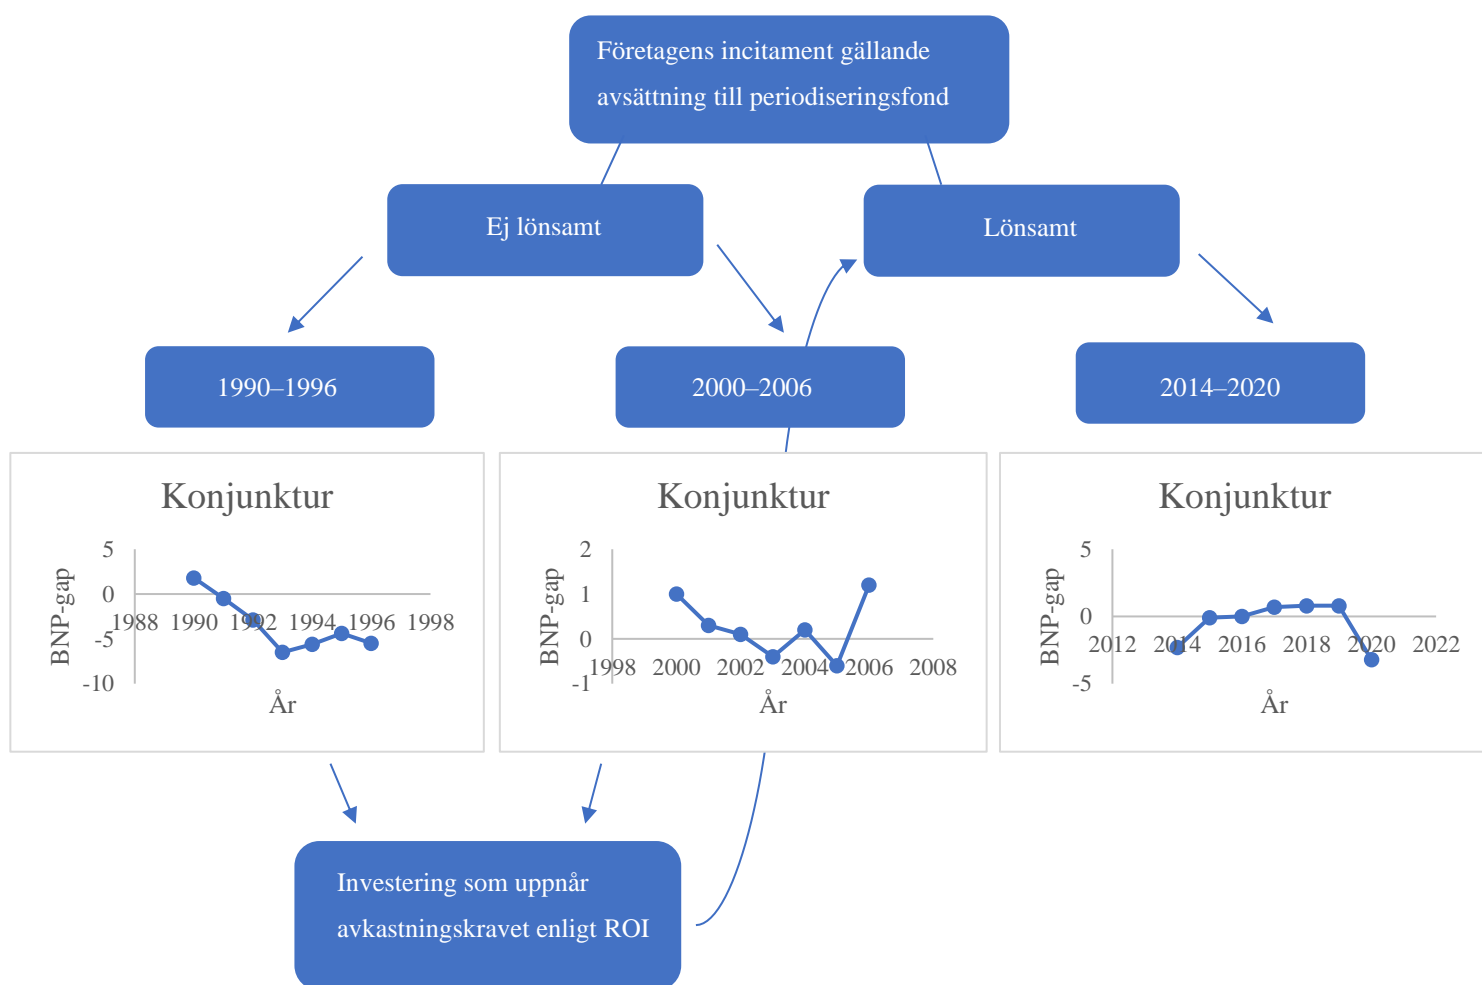 Företagens incitament gällande
avsättning till periodiseringsfond
Ej lönsamt
Lönsamt
1990–1996
2000–2006
2014–2020
Konjunktur
5
0
-5
-10
1988 1990 1992 1994 1996 1998
BNP-gap
År
Konjunktur
2
1
0
-1
1998 2000 2002 2004 2006 2008
BNP-gap
År
Konjunktur
5
0
-5
2012 2014 2016 2018 2020 2022
BNP-gap
År
Investering som uppnår
avkastningskravet enligt ROI